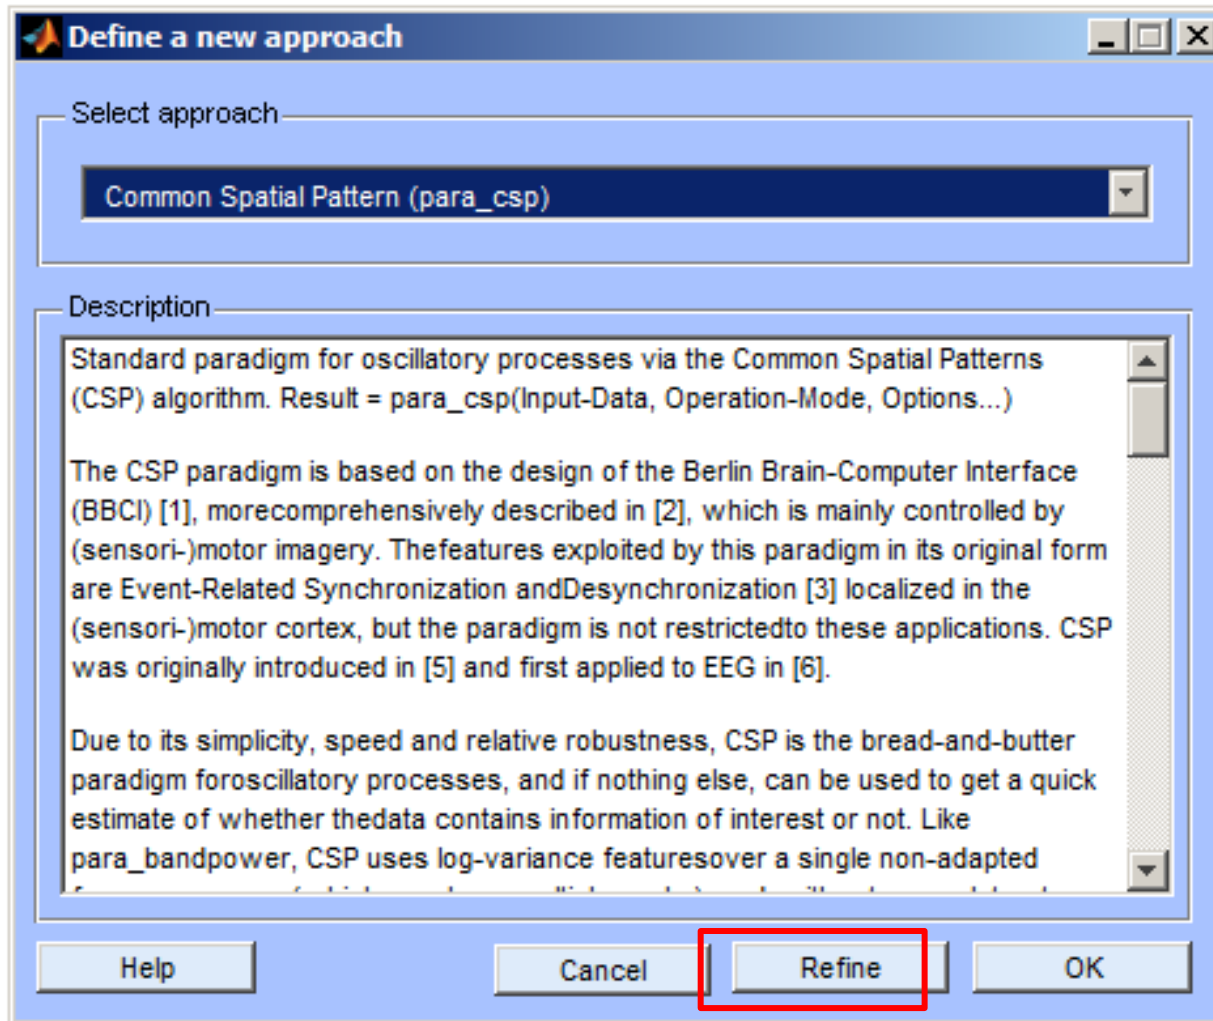 Define a new approach
Select approach
Common Spatial Pattern (para_csp)
Description
Standard paradigm for oscillatory processes via the Common Spatial Patterns
(CSP) algorithm. Result = para_csp(Input-Data, Operation-Mode, Options...)
The CSP paradigm is based on the design of the Berlin Brain-Computer Interface
(BBCI) [1], morecomprehensively described in [2], which is mainly controlled by
(sensori-)motor imagery. Thefeatures exploited by this paradigm in its original form
are Event-Related Synchronization andDesynchronization [3] localized in the
(sensori-)motor cortex, but the paradigm is not restrictedto these applications. CSP
was originally introduced in [5] and first applied to EEG in [6].
Due to its simplicity, speed and relative robustness, CSP is the bread-and-butter
paradigm foroscillatory processes, and if nothing else, can be used to get a quick
estimate of whether thedata contains information of interest or not. Like
para_bandpower, CSP uses log-variance featuresover a single non-adapted
Help
Cancel
Refine
OK